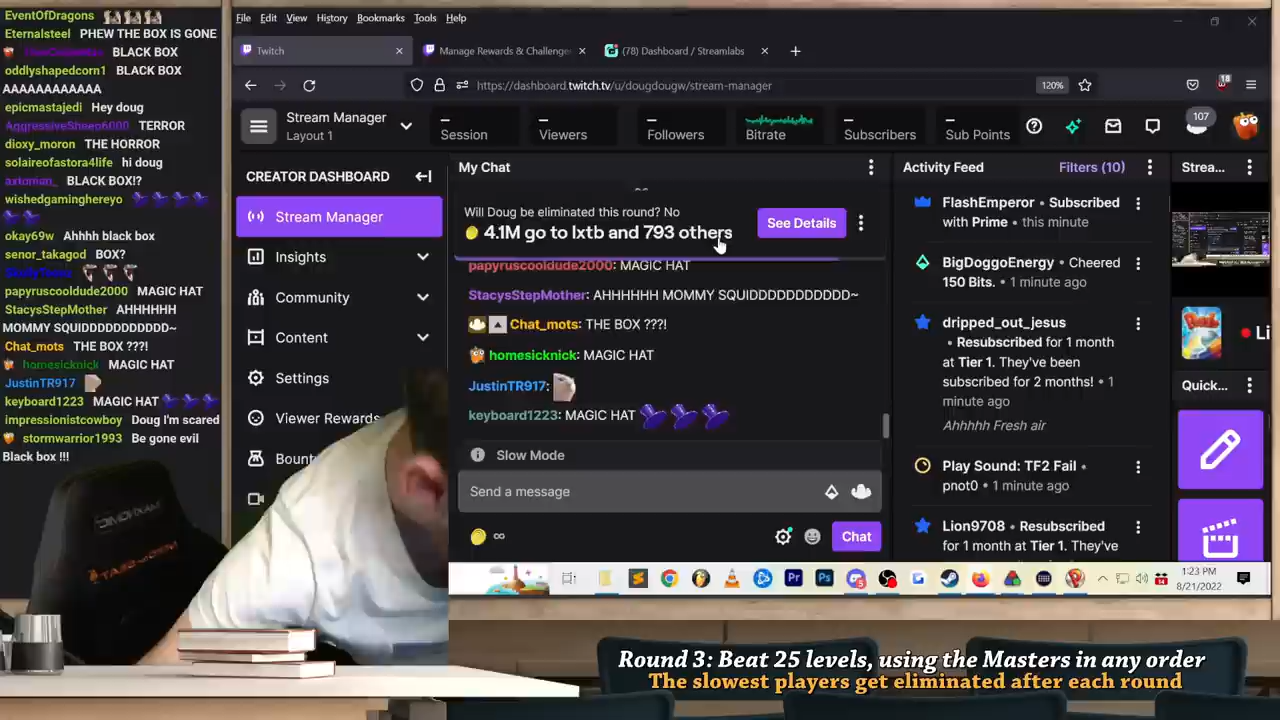 EventOfDragons
Eternalsteel PHEW THE BOX IS GONE
BLACK BOX
oddlyshapedcorn1 BLACK BOX
AAAAAAAAAAAA
epicmastajedi Hey doug
AggressiveSheep6000 TERROR
dioxy_moron THE HORROR
solaireofastora4life hi doug
axtonian_ BLACK BOX!?
wishedgaminghereyo
okay69w Ahhhh black box
senor_takagod BOX?
papyruscooldude2000 MAGIC HAT
StacysStepMother AHHHHHH
MOMMY SQUIDDDDDDDDDDD~
Chat_mots THE BOX ???!
homesicknick MAGIC HAT
JustinTR917
keyboard1223 MAGIC HAT
impressionistcowboy Doug I'm scared
stormwarrior1993 Be gone evil
Black box !!!
File Edit View History Bookmarks Tools Help
Twitch
Manage Rewards & Challenge
(78) Dashboard / Streamlabs
https://dashboard.twitch.tv/u/dougdougw/stream-manager
120%
18
Stream Manager
Layout 1
– Session
– Viewers
– Followers
Bitrate
– Subscribers
– Sub Points
107
CREATOR DASHBOARD
Stream Manager
Insights
Community
Content
Settings
Viewer Rewards
Bount
My Chat
Will Doug be eliminated this round? No
4.1M go to lxtb and 793 others
See Details
papyruscooldude2000: MAGIC HAT
StacysStepMother: AHHHHHH MOMMY SQUIDDDDDDDDDDD~
Chat_mots: THE BOX ???!
homesicknick: MAGIC HAT
JustinTR917:
keyboard1223: MAGIC HAT
Slow Mode
Send a message
∞
Chat
Activity Feed
Filters (10)
FlashEmperor • Subscribed
with Prime • this minute
BigDoggoEnergy • Cheered
150 Bits. • 1 minute ago
dripped_out_jesus
• Resubscribed for 1 month
at Tier 1. They've been
subscribed for 2 months! • 1
minute ago
Ahhhhh Fresh air
Play Sound: TF2 Fail •
pnot0 • 1 minute ago
Lion9708 • Resubscribed
for 1 month at Tier 1. They've
Strea...
Li
Quick...
1:23 PM
8/21/2022
Round 3: Beat 25 levels, using the Masters in any order
The slowest players get eliminated after each round